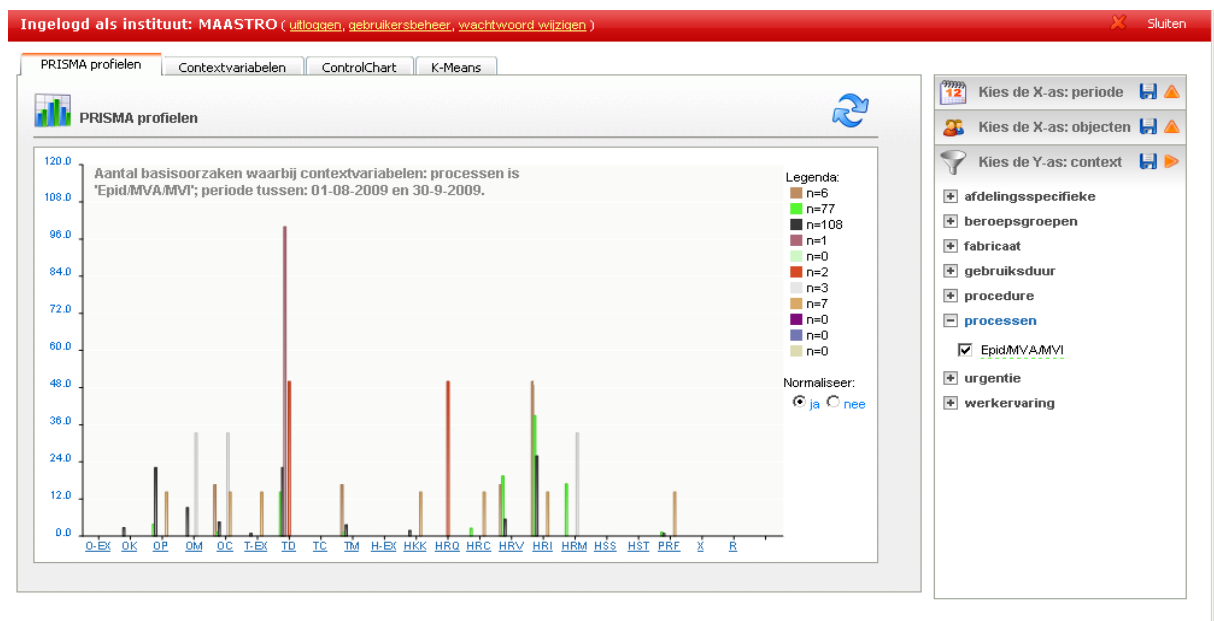 Ingelogd als instituut: MAASTRO ( uitloggen, gebruikersbeheer, wachtwoord wijzigen )
Sluiten
PRISMA profielen
Contextvariabelen
ControlChart
K-Means
PRISMA profielen
12
Kies de X-as: periode
Kies de X-as: objecten
Kies de Y-as: context
afdelingsspecifieke
beroepsgroepen
fabricaat
gebruiksduur
procedure
processen
Epid/MVA/MVI
urgentie
werkervaring
Aantal basisoorzaken waarbij contextvariabelen: processen is
'Epid/MVA/MVI'; periode tussen: 01-08-2009 en 30-9-2009.
120.0
108.0
96.0
84.0
72.0
60.0
48.0
36.0
24.0
12.0
0.0
O-EX OK OP OM OC T-EX TD TC TM H-EX HKK HRQ HRC HRV HRI HRM HSS HST PRF X R
Legenda:
n=6
n=77
n=108
n=1
n=0
n=2
n=3
n=7
n=0
n=0
n=0
Normaliseer:
ja nee